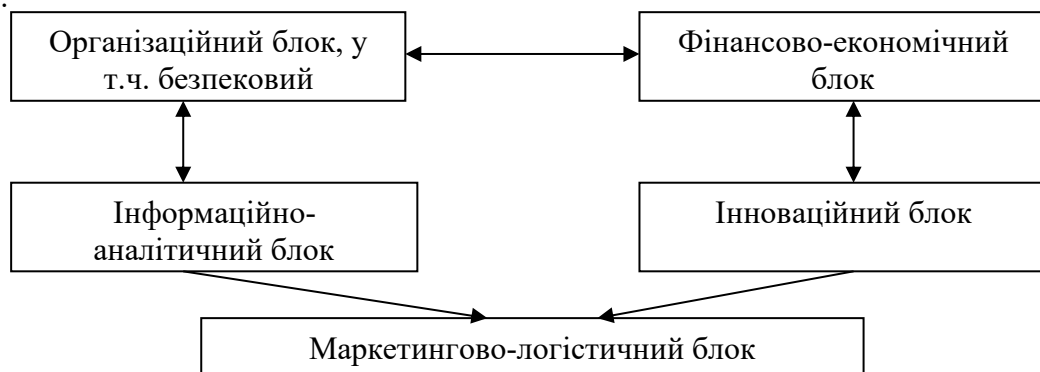 .
Організаційний блок, у
т.ч. безпековий
Фінансово-економічний
блок
Інформаційно-
аналітичний блок
Інноваційний блок
Маркетингово-логістичний блок